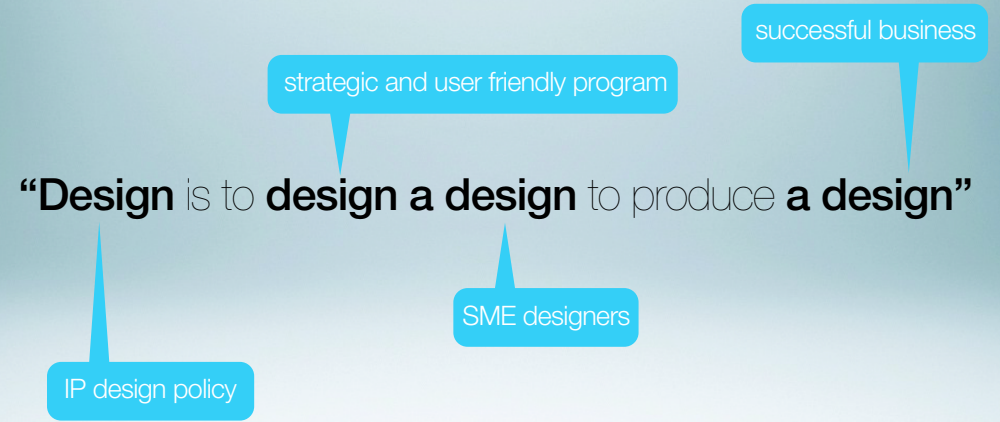 successful business
strategic and user friendly program
“Design is to design a design to produce a design”
SME designers
IP design policy